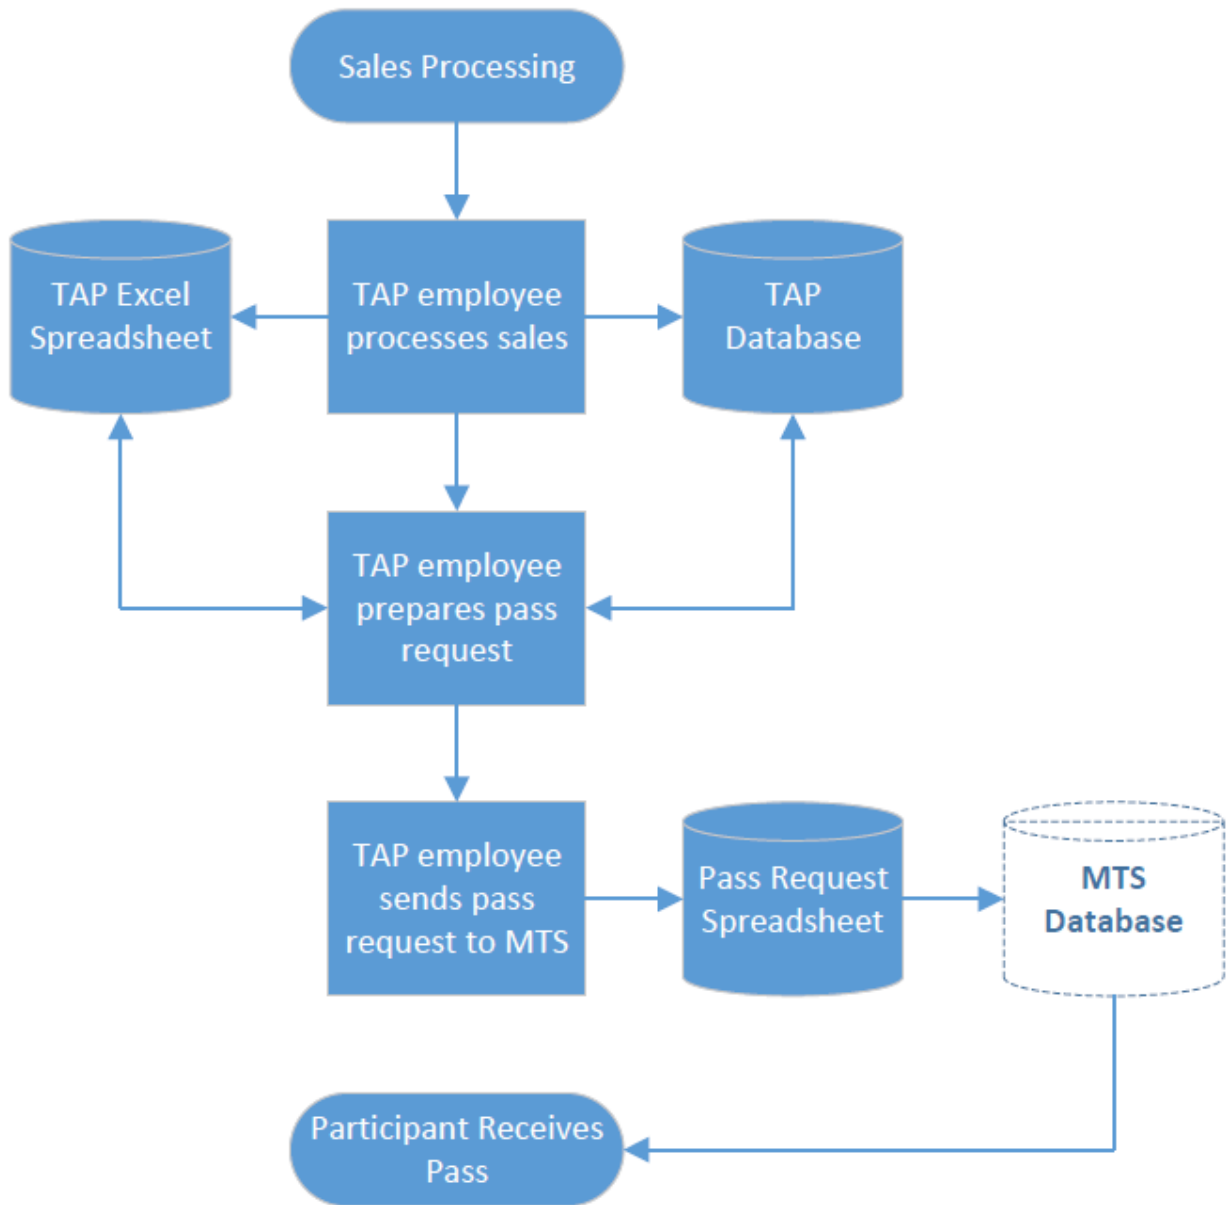 Sales Processing
TAP Excel
Spreadsheet
TAP employee
processes sales
TAP
Database
TAP employee
prepares pass
request
TAP employee
sends pass
request to MTS
Pass Request
Spreadsheet
MTS
Database
Participant Receives
Pass